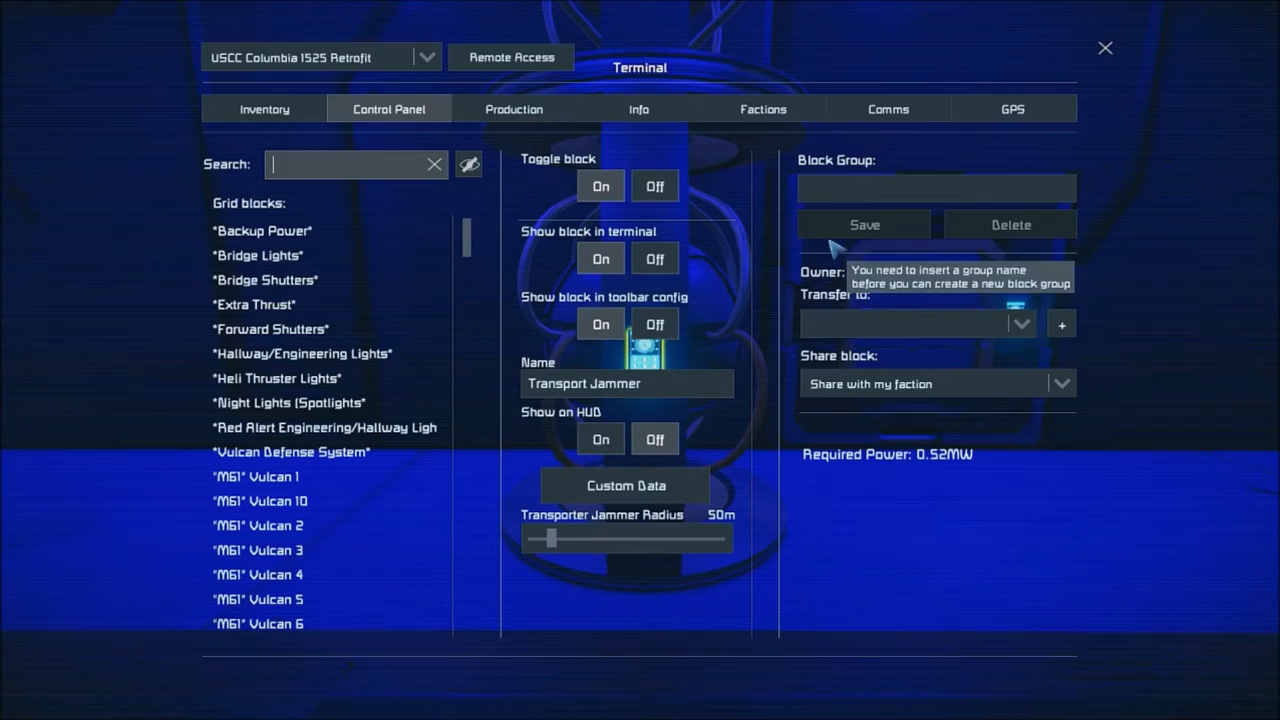 USCC Columbia 1525 Retrofit
Remote Access
Terminal
Inventory
Control Panel
Production
Info
Factions
Comms
GPS
Search:
Grid blocks:
*Backup Power*
*Bridge Lights*
*Bridge Shutters*
*Extra Thrust*
*Forward Shutters*
*Hallway/Engineering Lights*
*Heli Thruster Lights*
*Night Lights (Spotlights*
*Red Alert Engineering/Hallway Ligh
*Vulcan Defense System*
"M61" Vulcan 1
"M61" Vulcan 10
"M61" Vulcan 2
"M61" Vulcan 3
"M61" Vulcan 4
"M61" Vulcan 5
"M61" Vulcan 6
Toggle block
On Off
Show block in terminal
On Off
Show block in toolbar config
On Off
Name
Transport Jammer
Show on HUD
On Off
Custom Data
Transporter Jammer Radius 50m
Block Group:
Save Delete
Owner:
You need to insert a group name
before you can create a new block group
Transfer to:
+
Share block:
Share with my faction
Required Power: 0.52MW